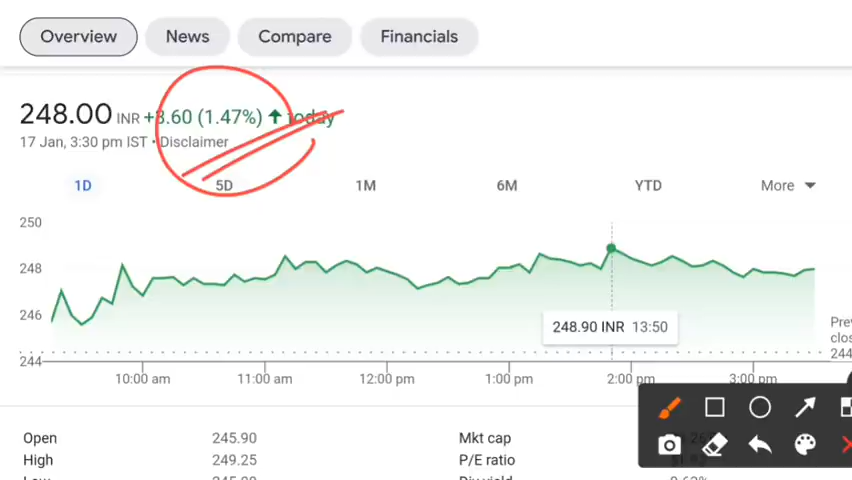 Overview News Compare Financials
248.00 INR +3.60 (1.47%) today
17 Jan, 3:30 pm IST • Disclaimer
1D 5D 1M 6M YTD More
250
248
246
244
248.90 INR 13:50
10:00 am 11:00 am 12:00 pm 1:00 pm 2:00 pm 3:00 pm
Open 245.90 Mkt cap
High 249.25 P/E ratio